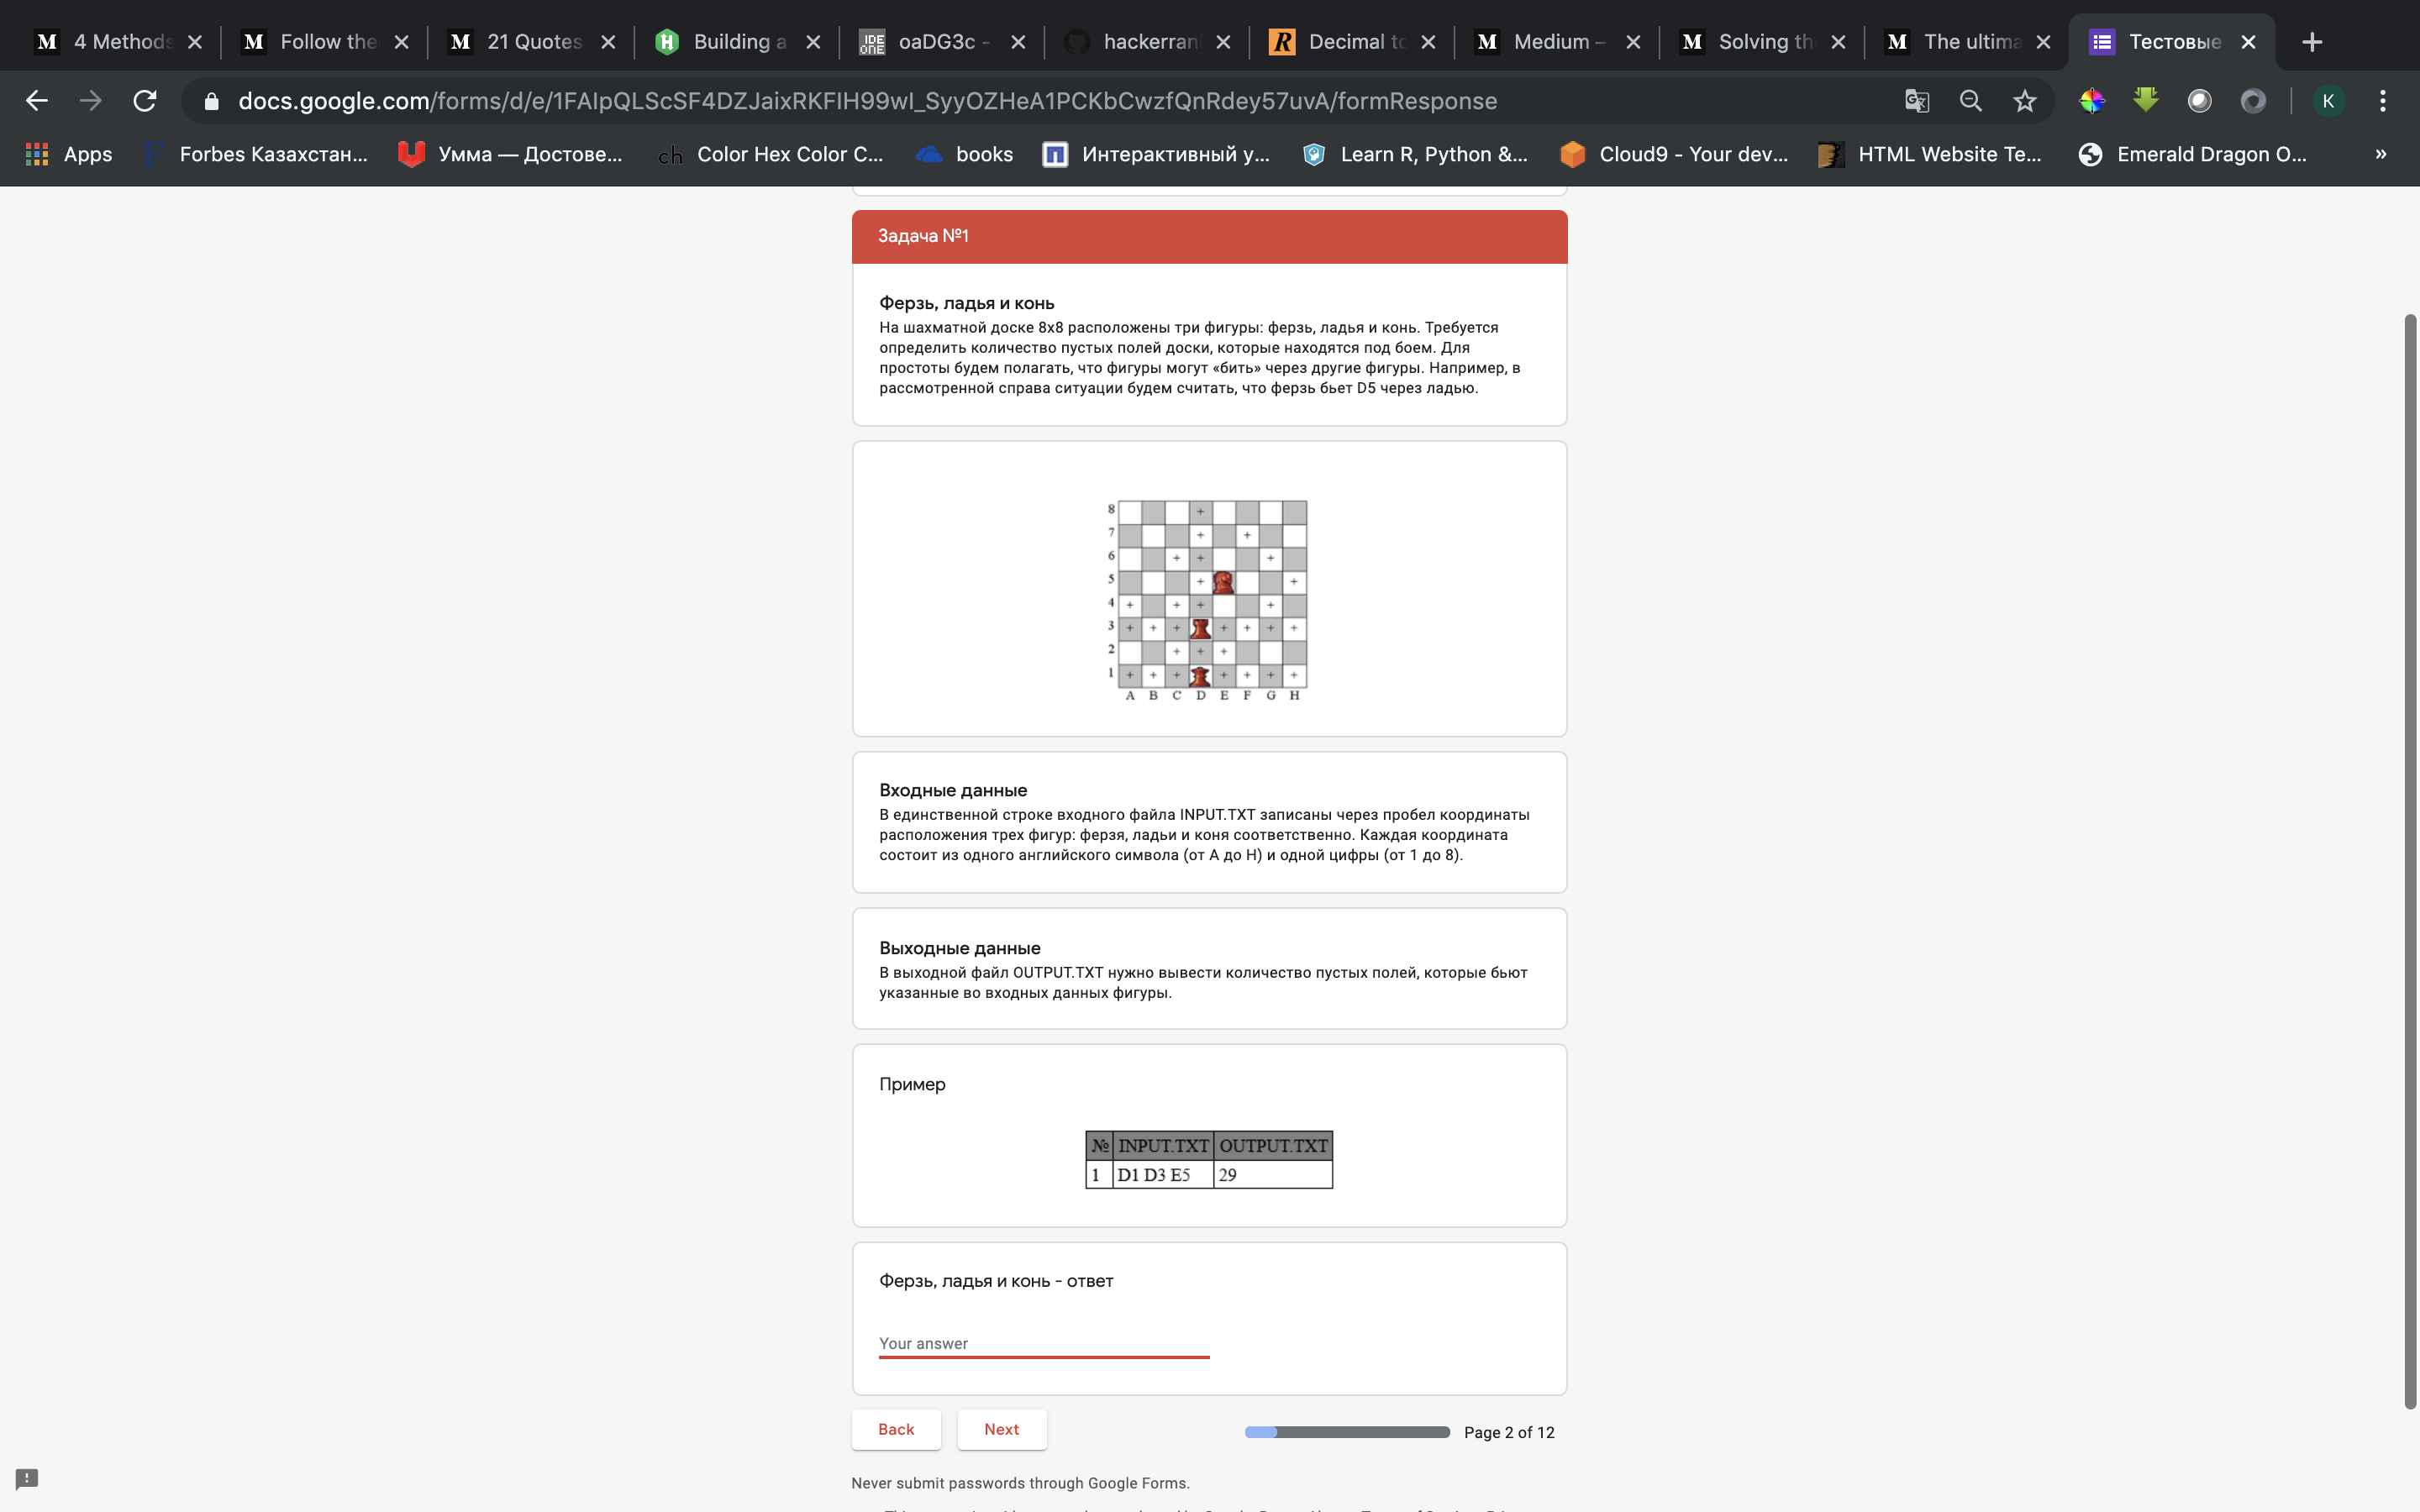 4 Methods
Follow the
21 Quotes
Building a
IDE ONE oaDG3c -
hackerran
Decimal to
Medium –
Solving th
The ultima
Тестовые
docs.google.com/forms/d/e/1FAIpQLScSF4DZJaixRKFIH99wI_SyyOZHeA1PCKbCwzfQnRdey57uvA/formResponse
K
Apps
Forbes Казахстан...
Умма — Достове...
ch Color Hex Color C...
books
Интерактивный у...
Learn R, Python &...
Cloud9 - Your dev...
HTML Website Te...
Emerald Dragon O...
»
Задача №1
Ферзь, ладья и конь
На шахматной доске 8х8 расположены три фигуры: ферзь, ладья и конь. Требуется
определить количество пустых полей доски, которые находятся под боем. Для
простоты будем полагать, что фигуры могут «бить» через другие фигуры. Например, в
рассмотренной справа ситуации будем считать, что ферзь бьет D5 через ладью.
8
7
6
5
4
3
2
1
A B C D E F G H
Входные данные
В единственной строке входного файла INPUT.TXT записаны через пробел координаты
расположения трех фигур: ферзя, ладьи и коня соответственно. Каждая координата
состоит из одного английского символа (от A до H) и одной цифры (от 1 до 8).
Выходные данные
В выходной файл OUTPUT.TXT нужно вывести количество пустых полей, которые бьют
указанные во входных данных фигуры.
Пример
№ INPUT.TXT OUTPUT.TXT
1 D1 D3 E5 29
Ферзь, ладья и конь - ответ
Your answer
Back
Next
Page 2 of 12
Never submit passwords through Google Forms.